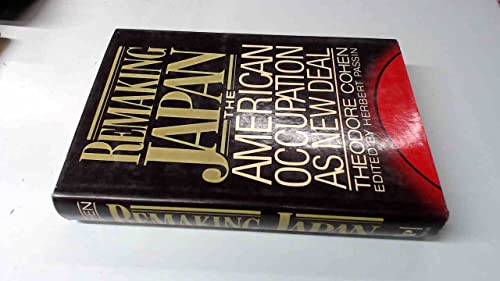 REMAKING
JAPAN
THE
AMERICAN
OCCUPATION
AS NEW DEAL
THEODORE COHEN
EDITED BY HERBERT PASSIN
REMAKING JAPAN